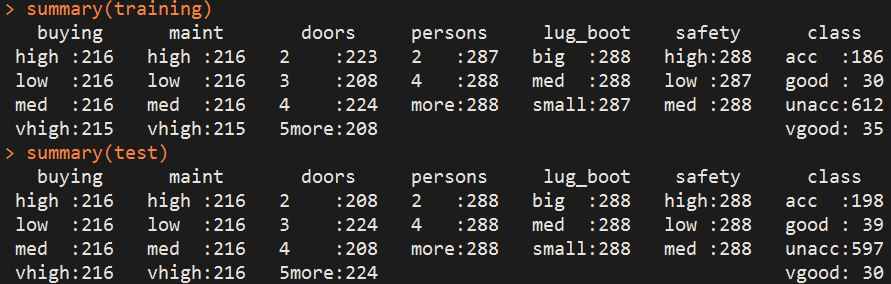 > summary(training)
buying maint doors persons lug_boot safety class
high :216 high :216 2 :223 2 :287 big :288 high:288 acc :186
low :216 low :216 3 :208 4 :288 med :288 low :287 good : 30
med :216 med :216 4 :224 more:288 small:287 med :288 unacc:612
vhigh:215 vhigh:215 5more:208 vgood: 35
> summary(test)
buying maint doors persons lug_boot safety class
high :216 high :216 2 :208 2 :288 big :288 high:288 acc :198
low :216 low :216 3 :224 4 :288 med :288 low :288 good : 39
med :216 med :216 4 :208 more:288 small:288 med :288 unacc:597
vhigh:216 vhigh:216 5more:224 vgood: 30